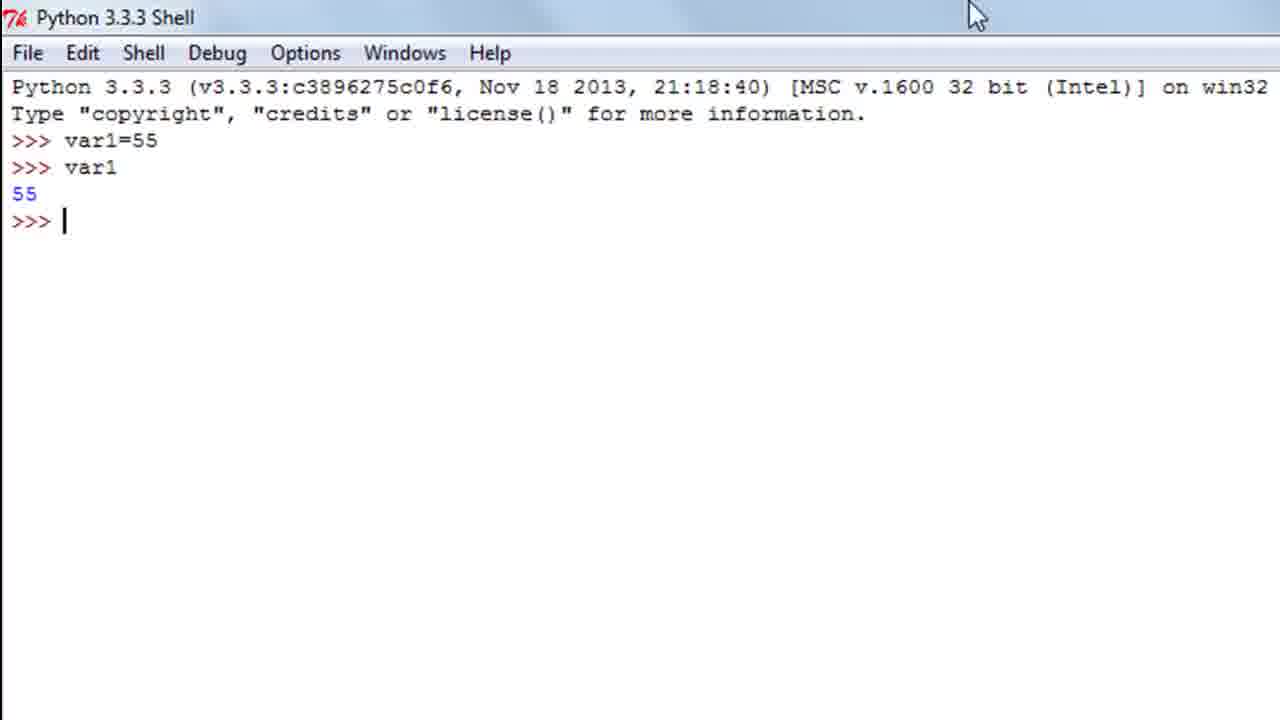 Python 3.3.3 Shell
File Edit Shell Debug Options Windows Help
Python 3.3.3 (v3.3.3:c3896275c0f6, Nov 18 2013, 21:18:40) [MSC v.1600 32 bit (Intel)] on win32
Type "copyright", "credits" or "license()" for more information.
>>> var1=55
>>> var1
55
>>>